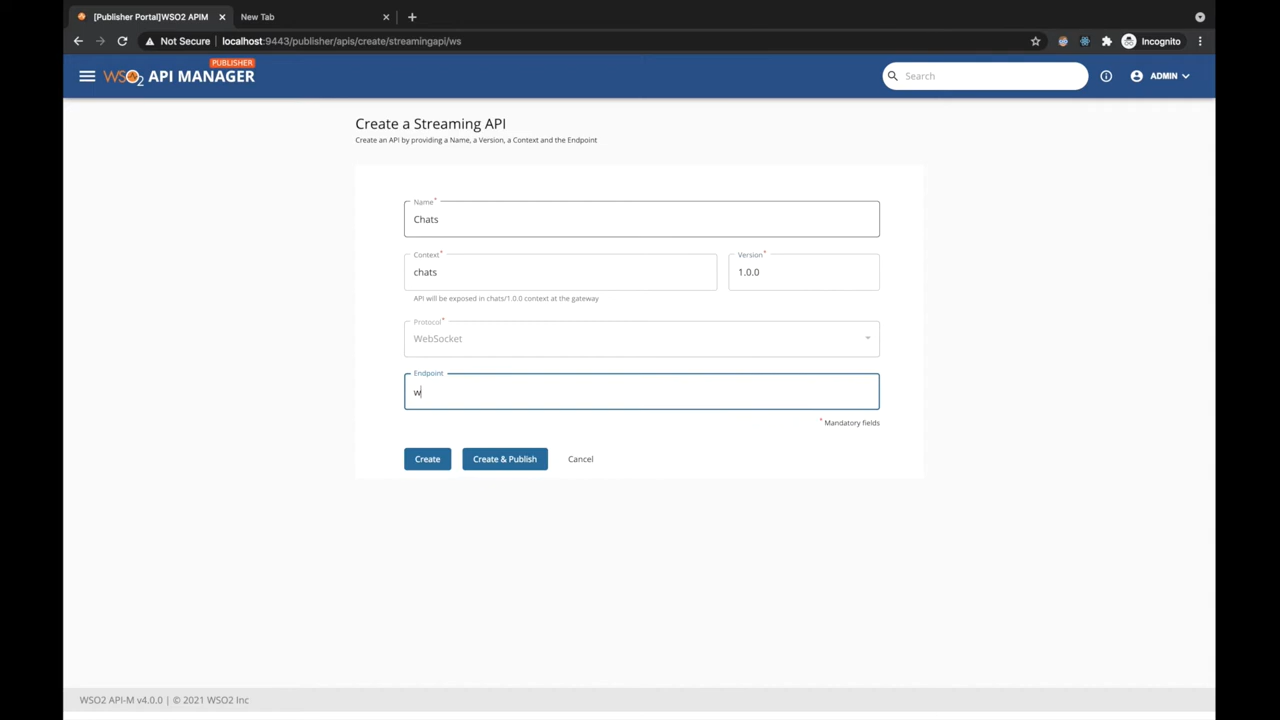 [Publisher Portal]WSO2 APIM
New Tab
Not Secure
localhost:9443/publisher/apis/create/streamingapi/ws
Incognito
WSO2 API MANAGER
PUBLISHER
Search
ADMIN
Create a Streaming API
Create an API by providing a Name, a Version, a Context and the Endpoint
Name*
Chats
Context*
chats
Version*
1.0.0
API will be exposed in chats/1.0.0 context at the gateway
Protocol*
WebSocket
Endpoint
w
* Mandatory fields
Create
Create & Publish
Cancel
WSO2 API-M v4.0.0 | © 2021 WSO2 Inc